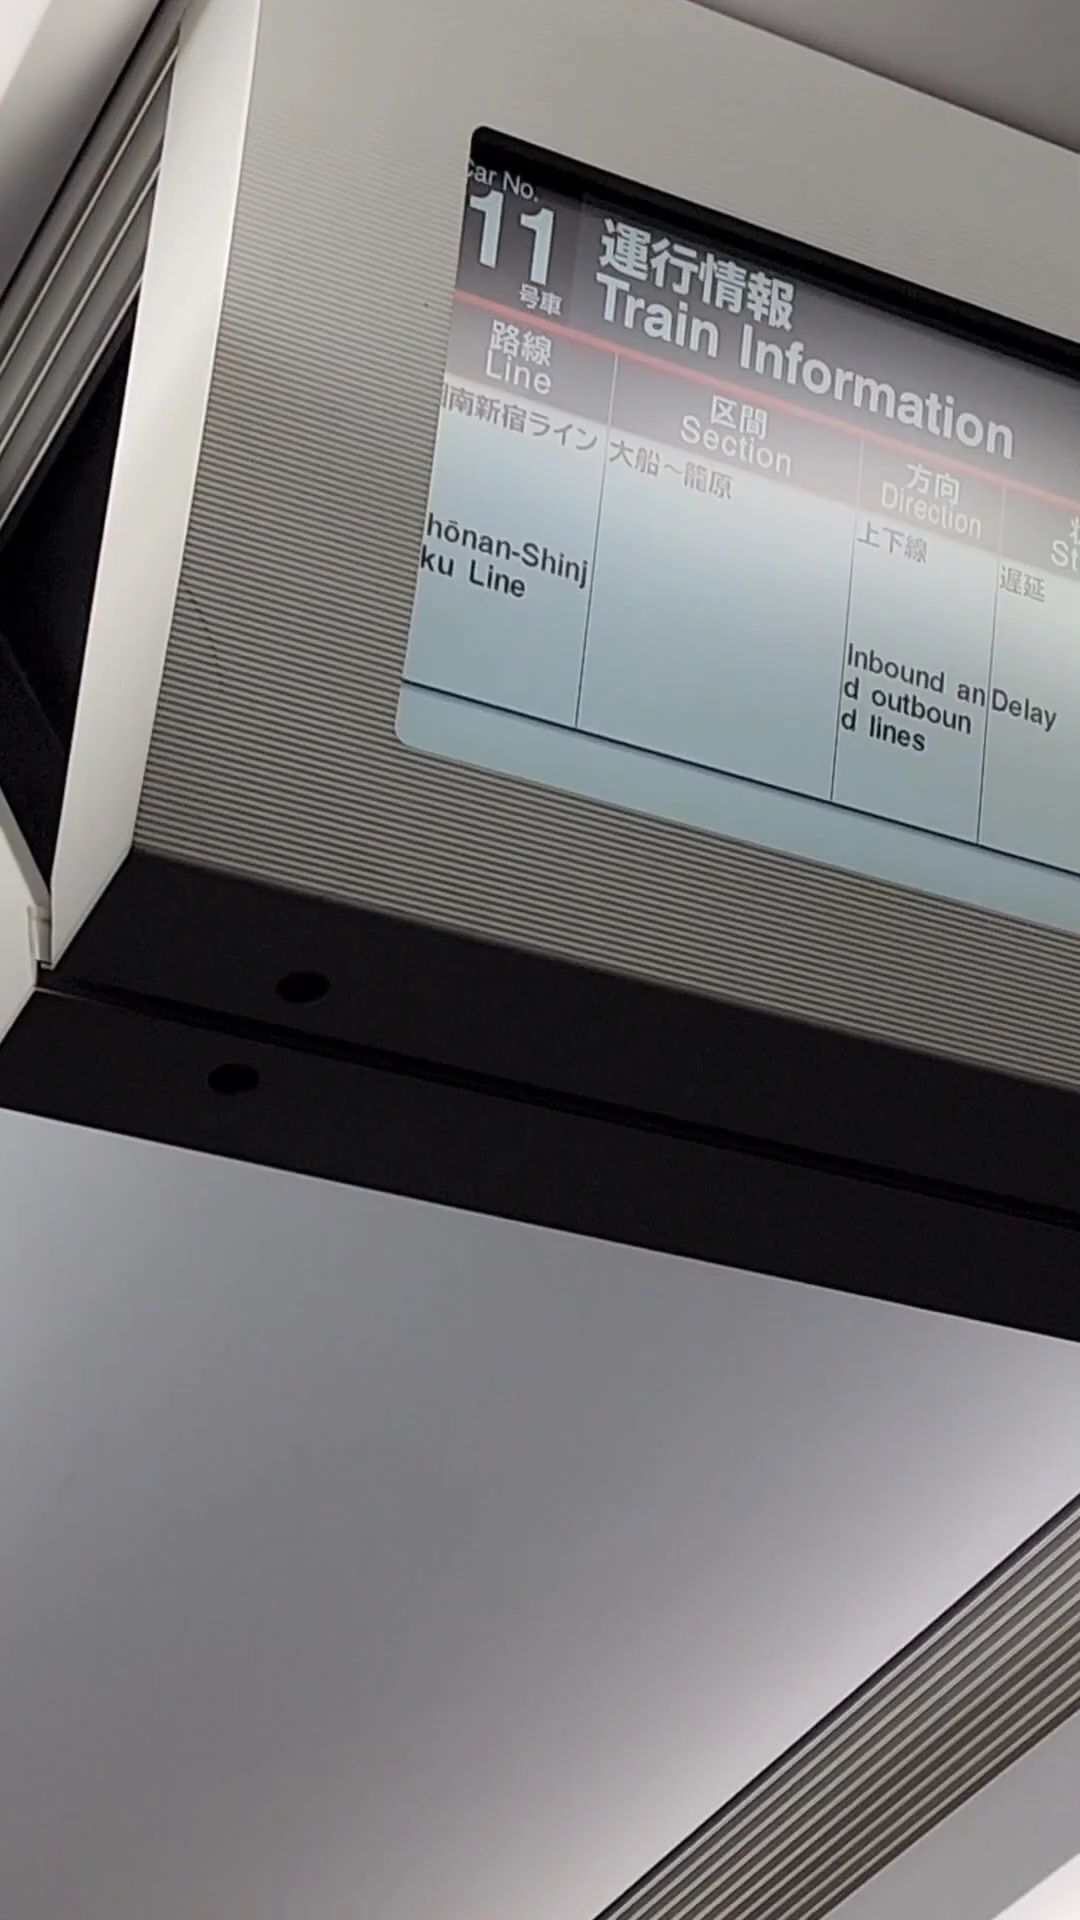 Car No.
11
号車
運行情報
Train Information
路線
Line
区間
Section
方向
Direction
St
南新宿ライン
大船～籠原
上下線
遅延
hōnan-Shinj
ku Line
Inbound an
d outboun
d lines
Delay